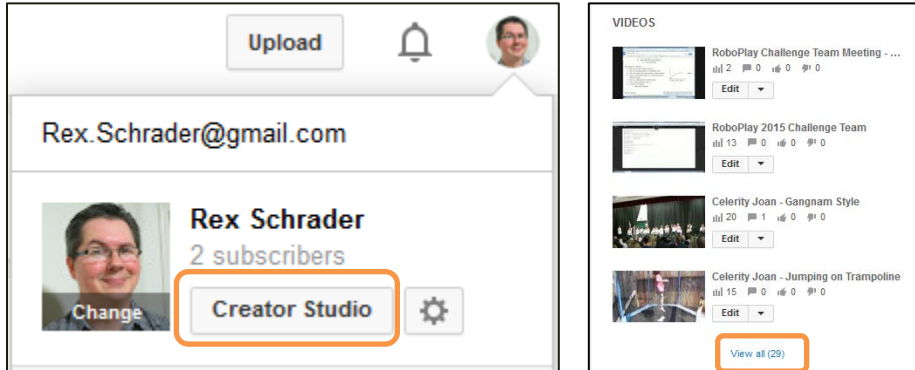 Upload
Rex.Schrader@gmail.com
Rex Schrader
2 subscribers
Change
Creator Studio
VIDEOS
RoboPlay Challenge Team Meeting - ...
2 0 0 0
Edit
RoboPlay 2015 Challenge Team
13 0 0 0
Edit
Celerity Joan - Gangnam Style
20 1 0 0
Edit
Celerity Joan - Jumping on Trampoline
15 0 0 0
Edit
View all (29)